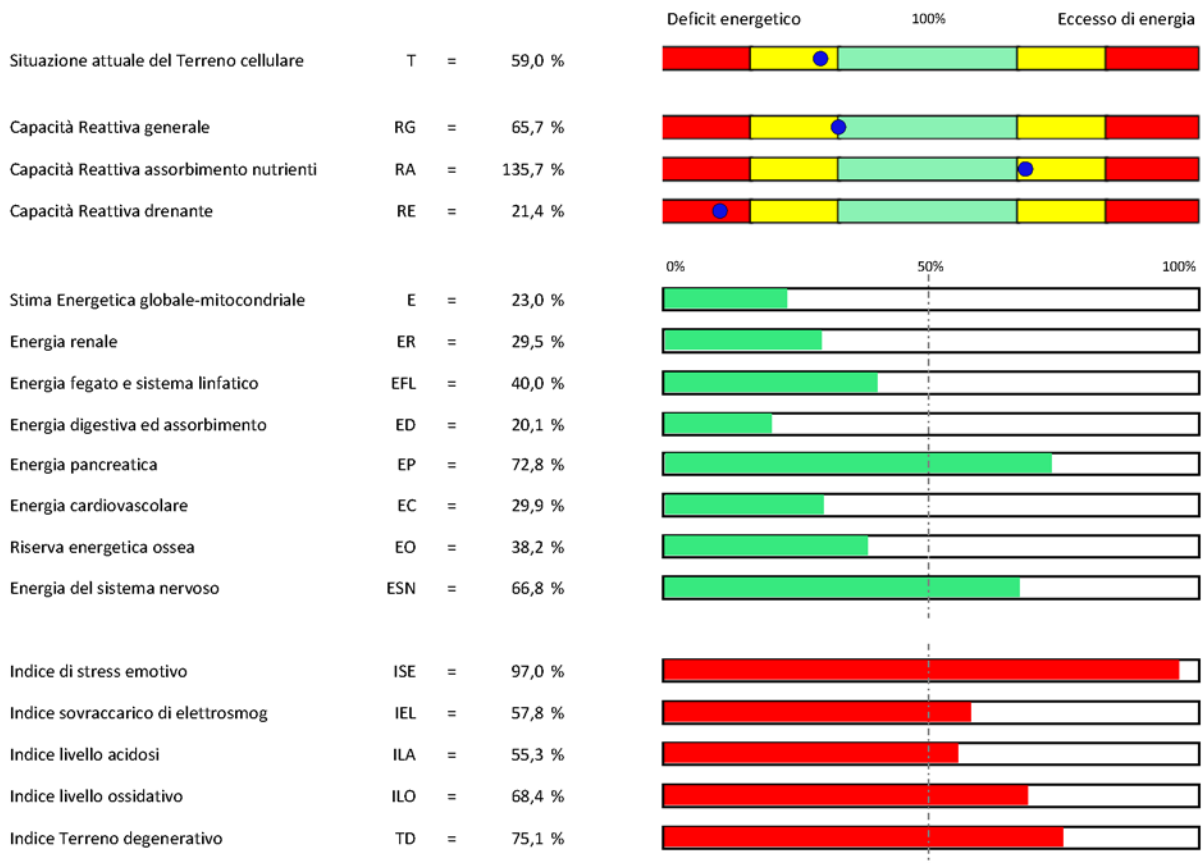 Deficit energetico 100% Eccesso di energia
Situazione attuale del Terreno cellulare T = 59,0 %
Capacità Reattiva generale RG = 65,7 %
Capacità Reattiva assorbimento nutrienti RA = 135,7 %
Capacità Reattiva drenante RE = 21,4 %
0% 50% 100%
Stima Energetica globale-mitocondriale E = 23,0 %
Energia renale ER = 29,5 %
Energia fegato e sistema linfatico EFL = 40,0 %
Energia digestiva ed assorbimento ED = 20,1 %
Energia pancreatica EP = 72,8 %
Energia cardiovascolare EC = 29,9 %
Riserva energetica ossea EO = 38,2 %
Energia del sistema nervoso ESN = 66,8 %
Indice di stress emotivo ISE = 97,0 %
Indice sovraccarico di elettrosmog IEL = 57,8 %
Indice livello acidosi ILA = 55,3 %
Indice livello ossidativo ILO = 68,4 %
Indice Terreno degenerativo TD = 75,1 %